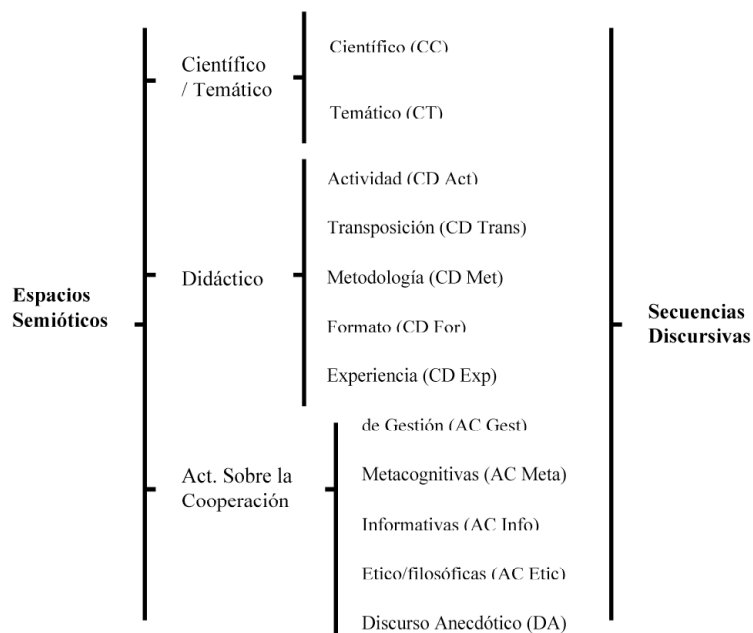 Científico (CC)
Científico
/ Temático
Temático (CT)
Actividad (CD Act)
Transposición (CD Trans)
Didáctico
Metodología (CD Met)
Espacios
Semióticos
Formato (CD For)
Experiencia (CD Exp)
de Gestión (AC Gest)
Act. Sobre la
Cooperación
Metacognitivas (AC Meta)
Informativas (AC Info)
Etico/filosóficas (AC Etic)
Discurso Anecdótico (DA)
Secuencias
Discursivas